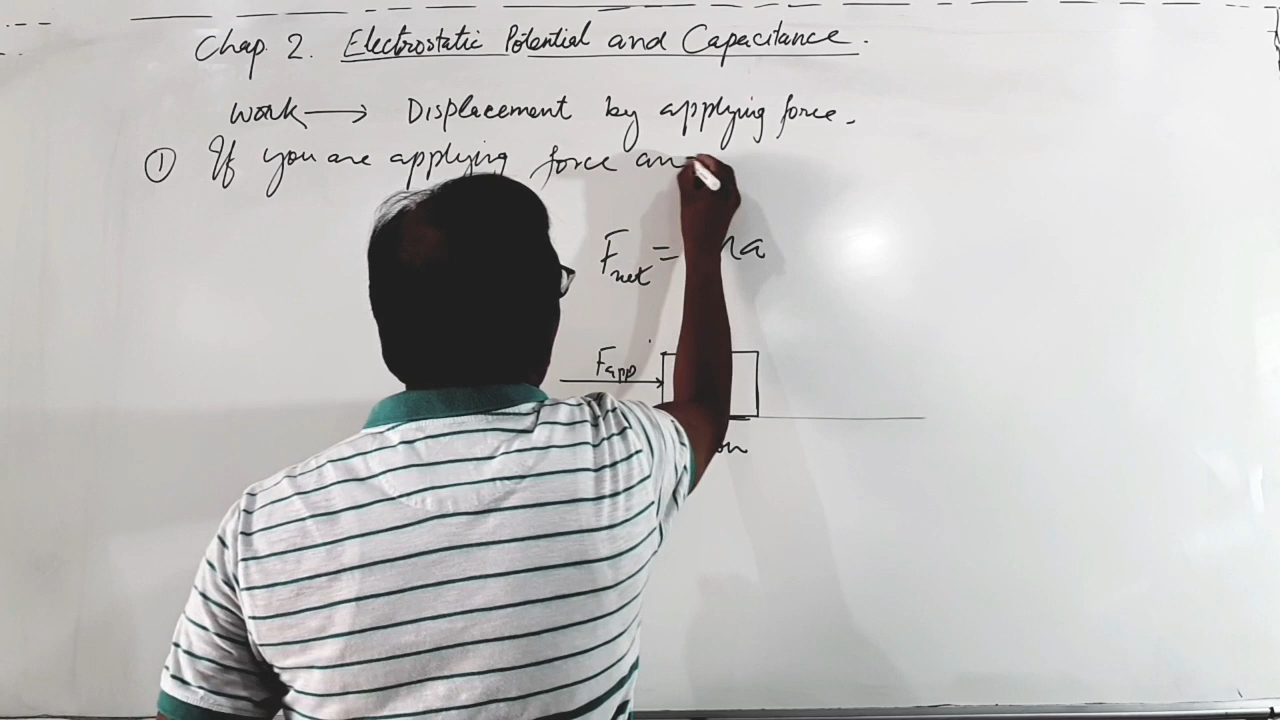 Chap. 2. Electrostatic Potential and Capacitance.
work → Displacement by applying force.
① If you are applying force an
Fnet = a
Fapp